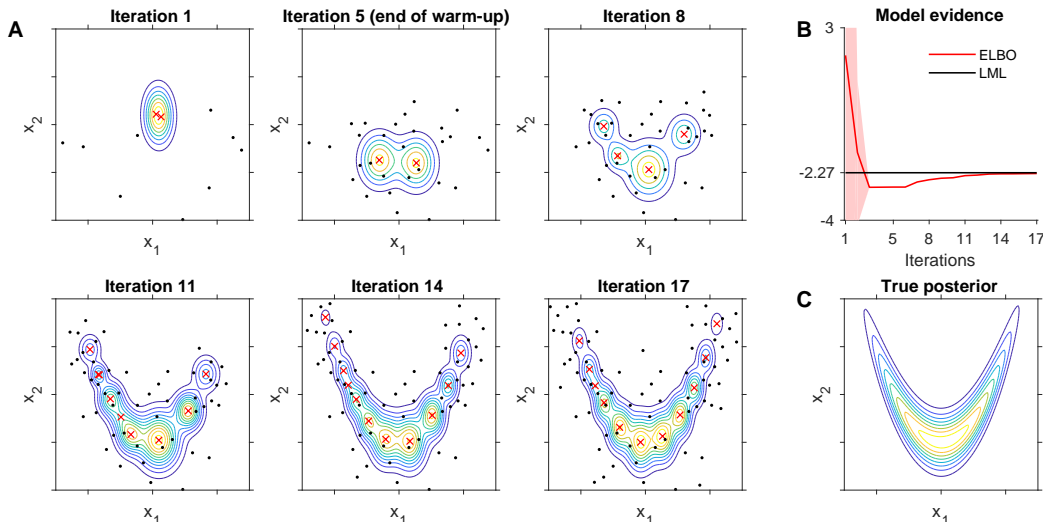 A
Iteration 1
x2
x1
Iteration 5 (end of warm-up)
x2
x1
Iteration 8
x2
x1
B
Model evidence
3
-2.27
-4
ELBO
LML
1 5 8 11 14 17
Iterations
Iteration 11
x2
x1
Iteration 14
x2
x1
Iteration 17
x2
x1
C
True posterior
x2
x1